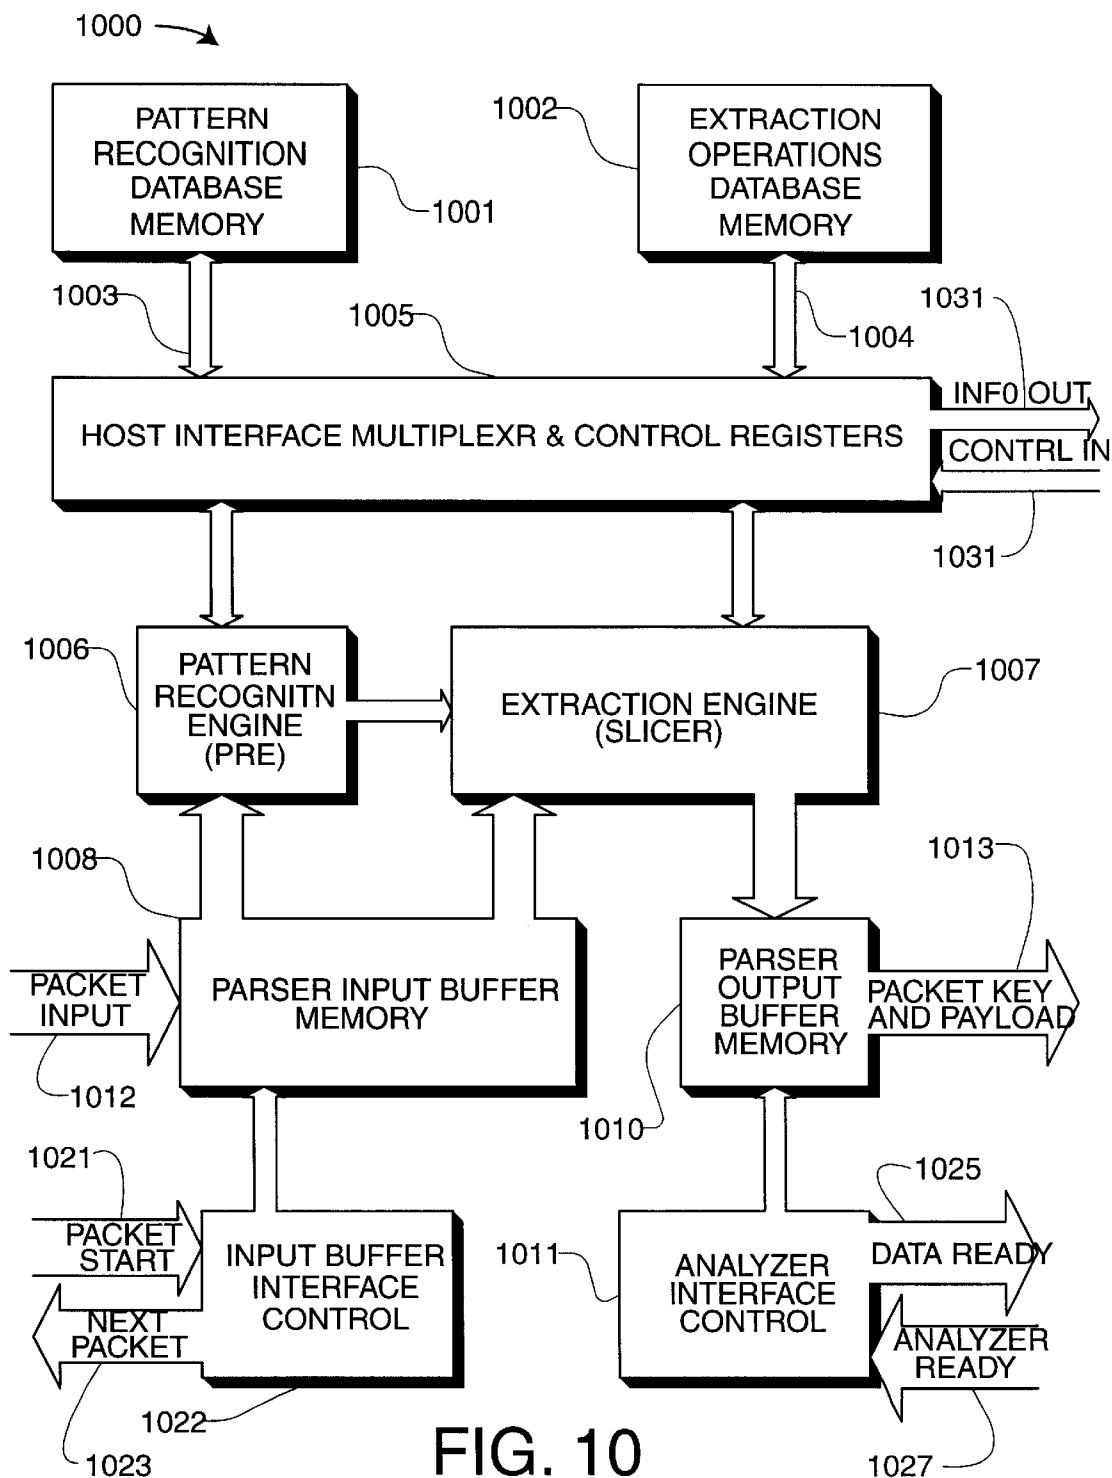 1000
PATTERN
RECOGNITION
DATABASE
MEMORY
1001
1002
EXTRACTION
OPERATIONS
DATABASE
MEMORY
1003
1005
1004
1031
INFO OUT
HOST INTERFACE MULTIPLEXR & CONTROL REGISTERS
CONTRL IN
1031
1006
PATTERN
RECOGNITN
ENGINE
(PRE)
EXTRACTION ENGINE
(SLICER)
1007
1008
1013
PACKET
INPUT
PARSER INPUT BUFFER
MEMORY
PARSER
OUTPUT
BUFFER
MEMORY
PACKET KEY
AND PAYLOAD
1012
1010
1021
1025
PACKET
START
INPUT BUFFER
INTERFACE
CONTROL
1011
ANALYZER
INTERFACE
CONTROL
DATA READY
NEXT
PACKET
ANALYZER
READY
1022
1023
1027
FIG. 10